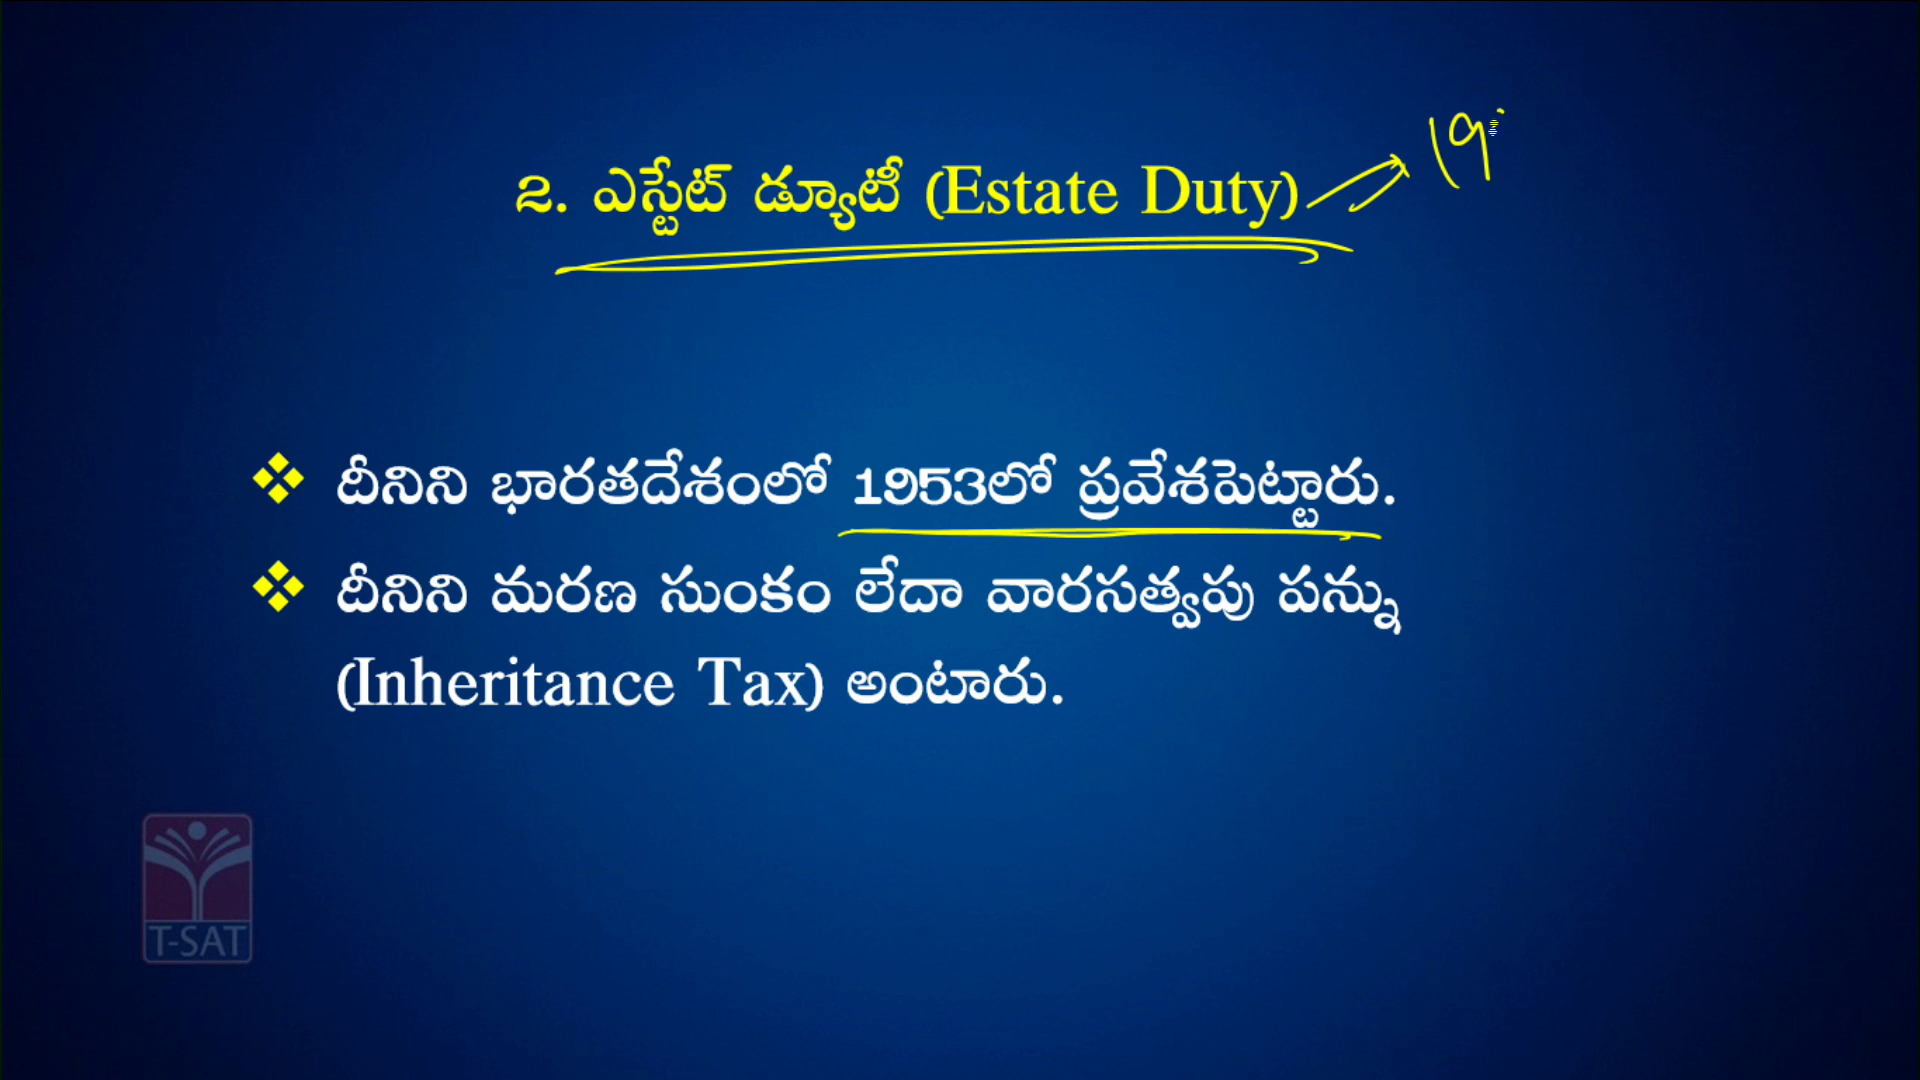 ౨. ఎస్టేట్ డ్యూటీ (Estate Duty)
19
దీనిని భారతదేశంలో 1953లో ప్రవేశపెట్టారు.
దీనిని మరణ సుంకం లేదా వారసత్వపు పన్ను
(Inheritance Tax) అంటారు.
T-SAT